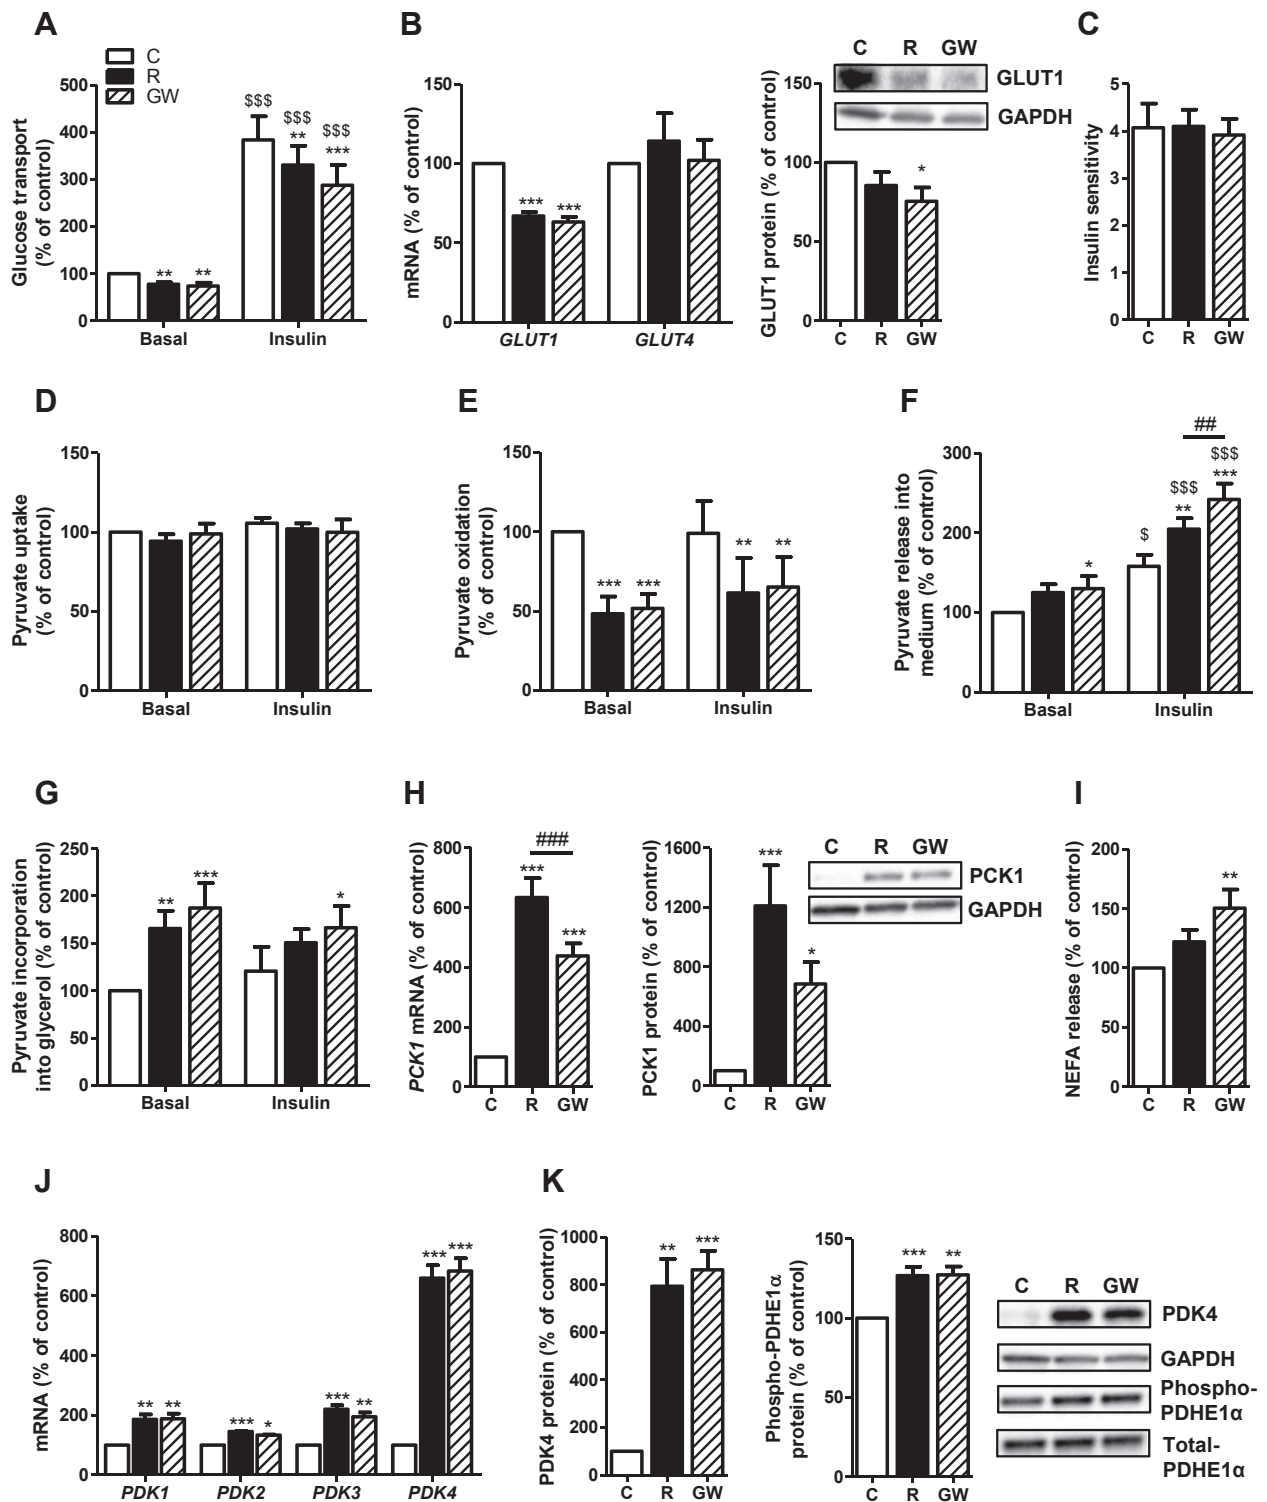 A
C
R
GW
Glucose transport
(% of control)
500
400
300
200
100
0
$$$
$$$
**
$$$
***
**
**
Basal
Insulin
B
mRNA (% of control)
150
100
50
0
***
***
GLUT1
GLUT4
C R GW
GLUT1
GAPDH
GLUT1 protein (% of control)
150
100
50
0
*
C R GW
C
Insulin sensitivity
5
4
3
2
1
0
C R GW
D
Pyruvate uptake
(% of control)
150
100
50
0
Basal
Insulin
E
Pyruvate oxidation
(% of control)
150
100
50
0
***
***
**
**
Basal
Insulin
F
Pyruvate release into
medium (% of control)
300
200
100
0
##
*
$
$$$
**
$$$
***
Basal
Insulin
G
Pyruvate incorporation
into glycerol (% of control)
250
200
150
100
50
0
**
***
*
Basal
Insulin
H
PCK1 mRNA (% of control)
800
600
400
200
0
###
***
***
C R GW
PCK1 protein (% of control)
1600
1200
800
400
0
***
*
C R GW
C R GW
PCK1
GAPDH
I
NEFA release (% of control)
200
150
100
50
0
**
C R GW
J
mRNA (% of control)
800
600
400
200
0
**
**
***
*
***
**
***
***
PDK1
PDK2
PDK3
PDK4
K
PDK4 protein (% of control)
1000
800
600
400
200
0
**
***
C R GW
Phospho-PDHE1α
protein (% of control)
150
100
50
0
***
**
C R GW
C R GW
PDK4
GAPDH
Phospho-
PDHE1α
Total-
PDHE1α